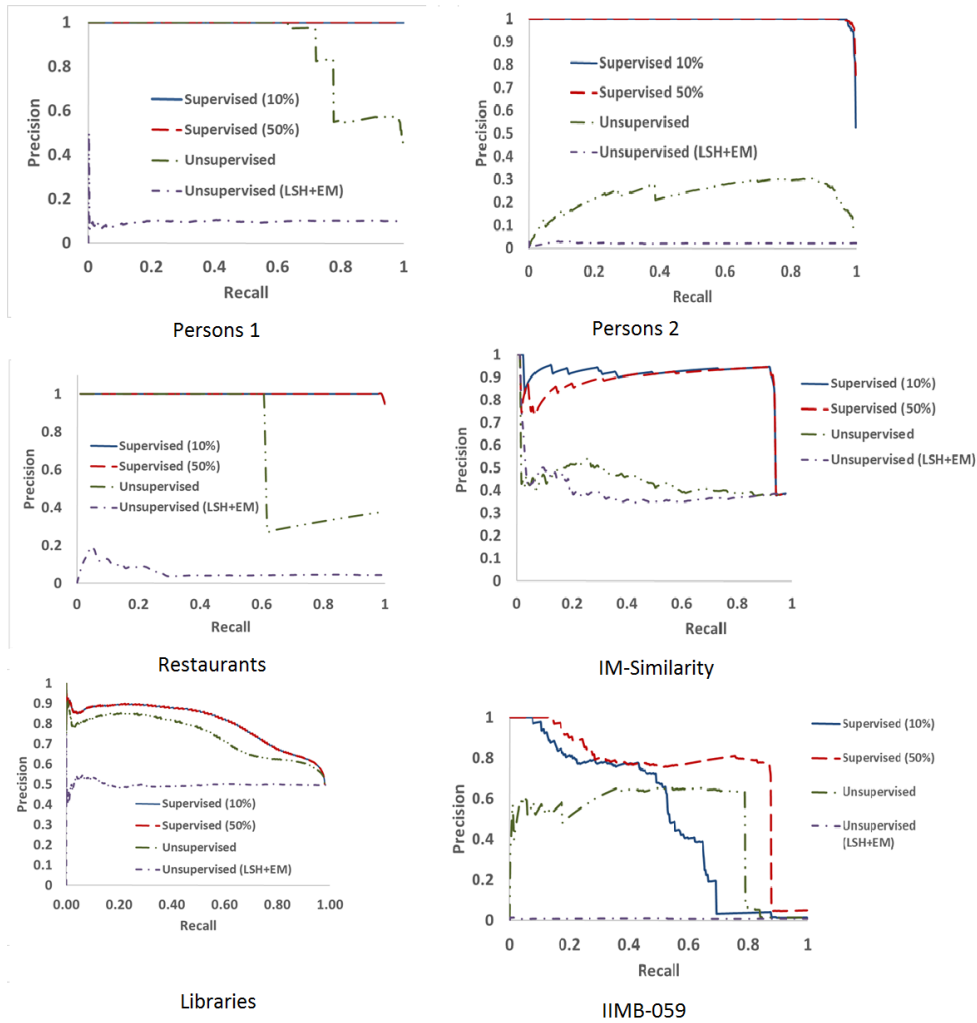 1
0.8
0.6
0.4
0.2
0
Precision
Supervised (10%)
Supervised (50%)
Unsupervised
Unsupervised (LSH+EM)
0 0.2 0.4 0.6 0.8 1
Recall
Persons 1
1
0.9
0.8
0.7
0.6
0.5
0.4
0.3
0.2
0.1
0
Precision
Supervised 10%
Supervised 50%
Unsupervised
Unsupervised (LSH+EM)
0 0.2 0.4 0.6 0.8 1
Recall
Persons 2
1
0.8
0.6
0.4
0.2
0
Precision
Supervised (10%)
Supervised (50%)
Unsupervised
Unsupervised (LSH+EM)
0 0.2 0.4 0.6 0.8 1
Recall
Restaurants
1
0.9
0.8
0.7
0.6
0.5
0.4
0.3
0.2
0.1
0
Precision
Supervised (10%)
Supervised (50%)
Unsupervised
Unsupervised (LSH+EM)
0 0.2 0.4 0.6 0.8 1
Recall
IM-Similarity
1
0.9
0.8
0.7
0.6
0.5
0.4
0.3
0.2
0.1
0
Precision
Supervised (10%)
Supervised (50%)
Unsupervised
Unsupervised (LSH+EM)
0.00 0.20 0.40 0.60 0.80 1.00
Recall
Libraries
1
0.8
0.6
0.4
0.2
0
Precision
Supervised (10%)
Supervised (50%)
Unsupervised
Unsupervised
(LSH+EM)
0 0.2 0.4 0.6 0.8 1
Recall
IIMB-059